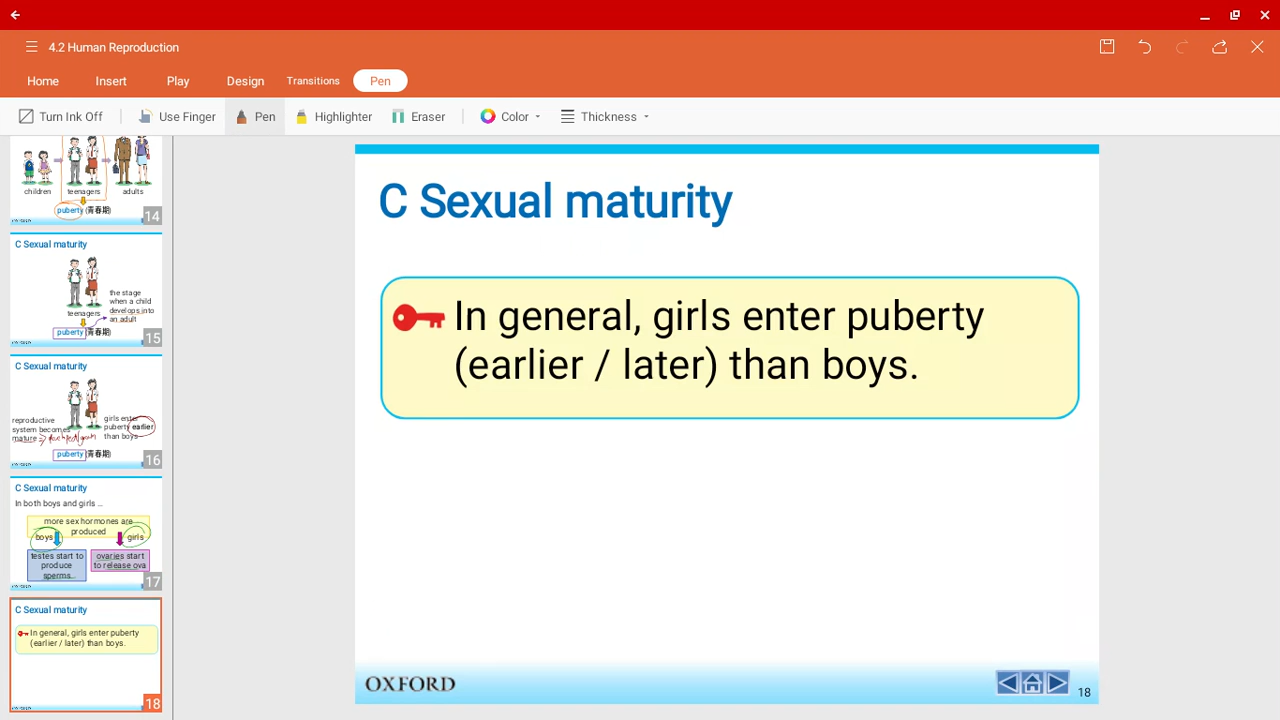 4.2 Human Reproduction
Home Insert Play Design Transitions Pen
Turn Ink Off Use Finger Pen Highlighter Eraser Color Thickness
children teenagers adults
puberty (青春期)
14
C Sexual maturity
the stage
when a child
develops into
an adult
teenagers
puberty (青春期)
15
C Sexual maturity
reproductive
system becomes
mature
girls enter
puberty earlier
than boys
puberty (青春期)
16
C Sexual maturity
In both boys and girls ...
more sex hormones are
produced
boys girls
testes start to
produce
sperms...
ovaries start
to release ova
17
C Sexual maturity
In general, girls enter puberty
(earlier / later) than boys.
18
C Sexual maturity
In general, girls enter puberty
(earlier / later) than boys.
OXFORD
18